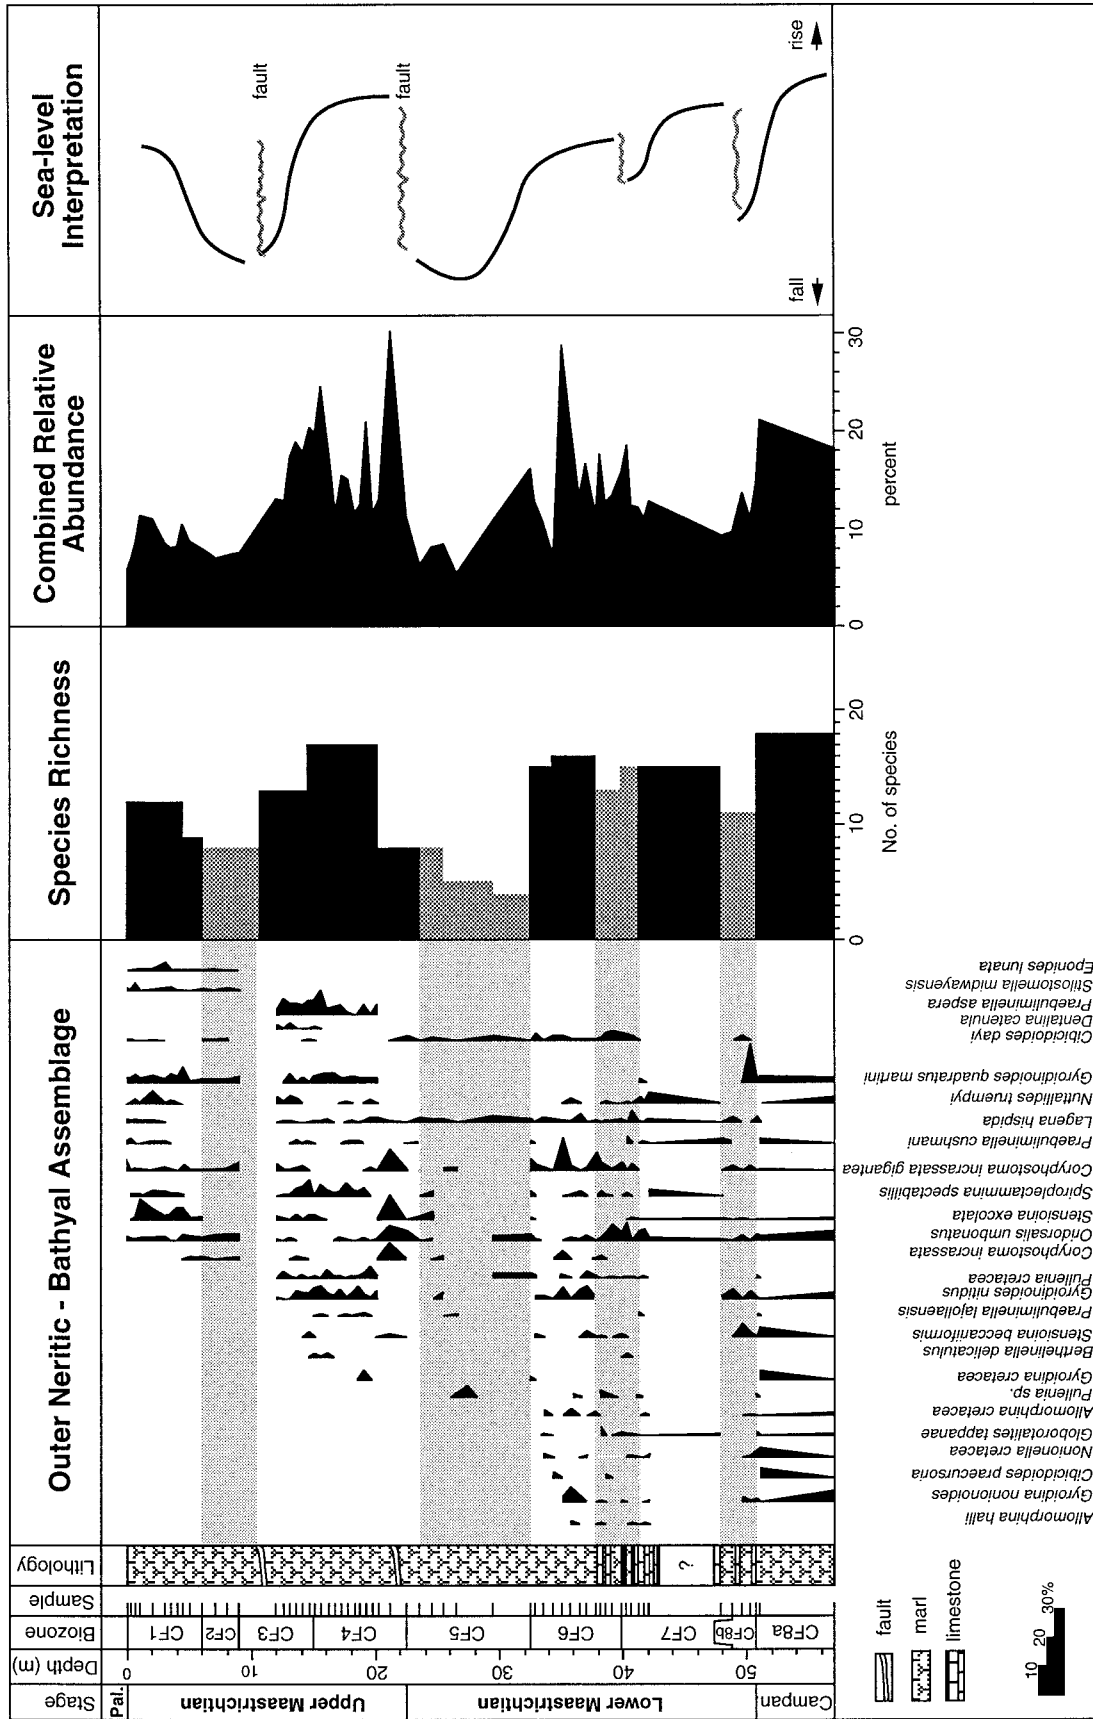 Stage
Depth (m)
Biozone
Sample
Lithology
Outer Neritic - Bathyal Assemblage
Species Richness
Combined Relative
Abundance
Sea-level
Interpretation
Pal.
Upper Maastrichtian
Lower Maastrichtian
Campan
0
10
20
30
40
50
CF1
CF2
CF3
CF4
CF5
CF6
CF7
CF8b
CF8a
?
fault
fault
fall
rise
0
10
20
No. of species
0
10
20
30
percent
Allomorphina halli
Gyroidina nonionoides
Cibicidoides praecursoria
Nonionella cretacea
Globorotalites tappanae
Allomorphina cretacea
Pullenia sp.
Gyroidina cretacea
Berthelinella delicatulus
Stensioina beccariiformis
Praebuliminella lajollaensis
Gyroidinoides nitidus
Pullenia cretacea
Coryphostoma incrassata
Oridorsalis umbonatus
Stensioina excolata
Spiroplectammina spectabilis
Coryphostoma incrassata gigantea
Praebuliminella cushmani
Lagena hispida
Nuttallides truempyi
Gyroidinoides quadratus martini
Cibicidoides dayi
Dentalina catenula
Praebuliminella aspera
Stilostomella midwayensis
Eponides lunata
fault
marl
limestone
10
20
30%